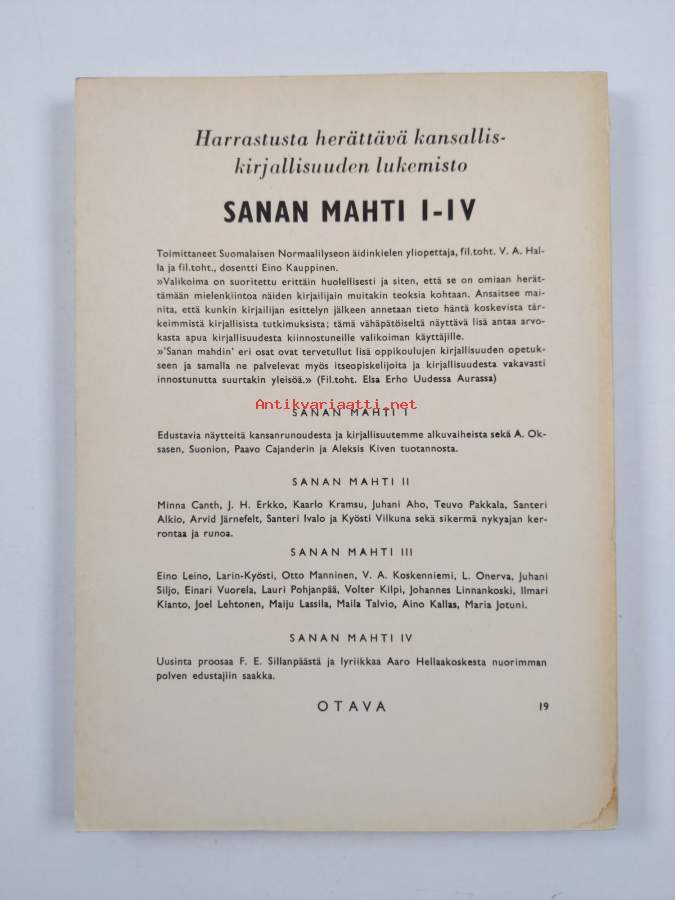 Harrastusta herättävä kansallis-
kirjallisuuden lukemisto
SANAN MAHTI I-IV
Toimittaneet Suomalaisen Normaalilyseon äidinkielen yliopettaja, fil.toht. V. A. Hal-
la ja fil.toht., dosentti Eino Kauppinen.
»Valikoima on suoritettu erittäin huolellisesti ja siten, että se on omiaan herät-
tämään mielenkiintoa näiden kirjailijain muitakin teoksia kohtaan. Ansaitsee mai-
nita, että kunkin kirjailijan esittelyn jälkeen annetaan tieto häntä koskevista tär-
keimmistä kirjallisista tutkimuksista; tämä vähäpätöiseltä näyttävä lisä antaa arvo-
kasta apua kirjallisuudesta kiinnostuneille valikoiman käyttäjille.
»'Sanan mahdin' eri osat ovat tervetullut lisä oppikoulujen kirjallisuuden opetuk-
seen ja samalla ne palvelevat myös itseopiskelijoita ja kirjallisuudesta vakavasti
innostunutta suurtakin yleisöä.» (Fil.toht. Elsa Erho Uudessa Aurassa)
Antikvariaatti.net
SANAN MAHTI I
Edustavia näytteitä kansanrunoudesta ja kirjallisuutemme alkuvaiheista sekä A. Ok-
sasen, Suonion, Paavo Cajanderin ja Aleksis Kiven tuotannosta.
SANAN MAHTI II
Minna Canth, J. H. Erkko, Kaarlo Kramsu, Juhani Aho, Teuvo Pakkala, Santeri
Alkio, Arvid Järnefelt, Santeri Ivalo ja Kyösti Vilkuna sekä sikermä nykyajan ker-
rontaa ja runoa.
SANAN MAHTI III
Eino Leino, Larin-Kyösti, Otto Manninen, V. A. Koskenniemi, L. Onerva, Juhani
Siljo, Einari Vuorela, Lauri Pohjanpää, Volter Kilpi, Johannes Linnankoski, Ilmari
Kianto, Joel Lehtonen, Maiju Lassila, Maila Talvio, Aino Kallas, Maria Jotuni.
SANAN MAHTI IV
Uusinta proosaa F. E. Sillanpäästä ja lyriikkaa Aaro Hellaakoskesta nuorimman
polven edustajiin saakka.
OTAVA
19